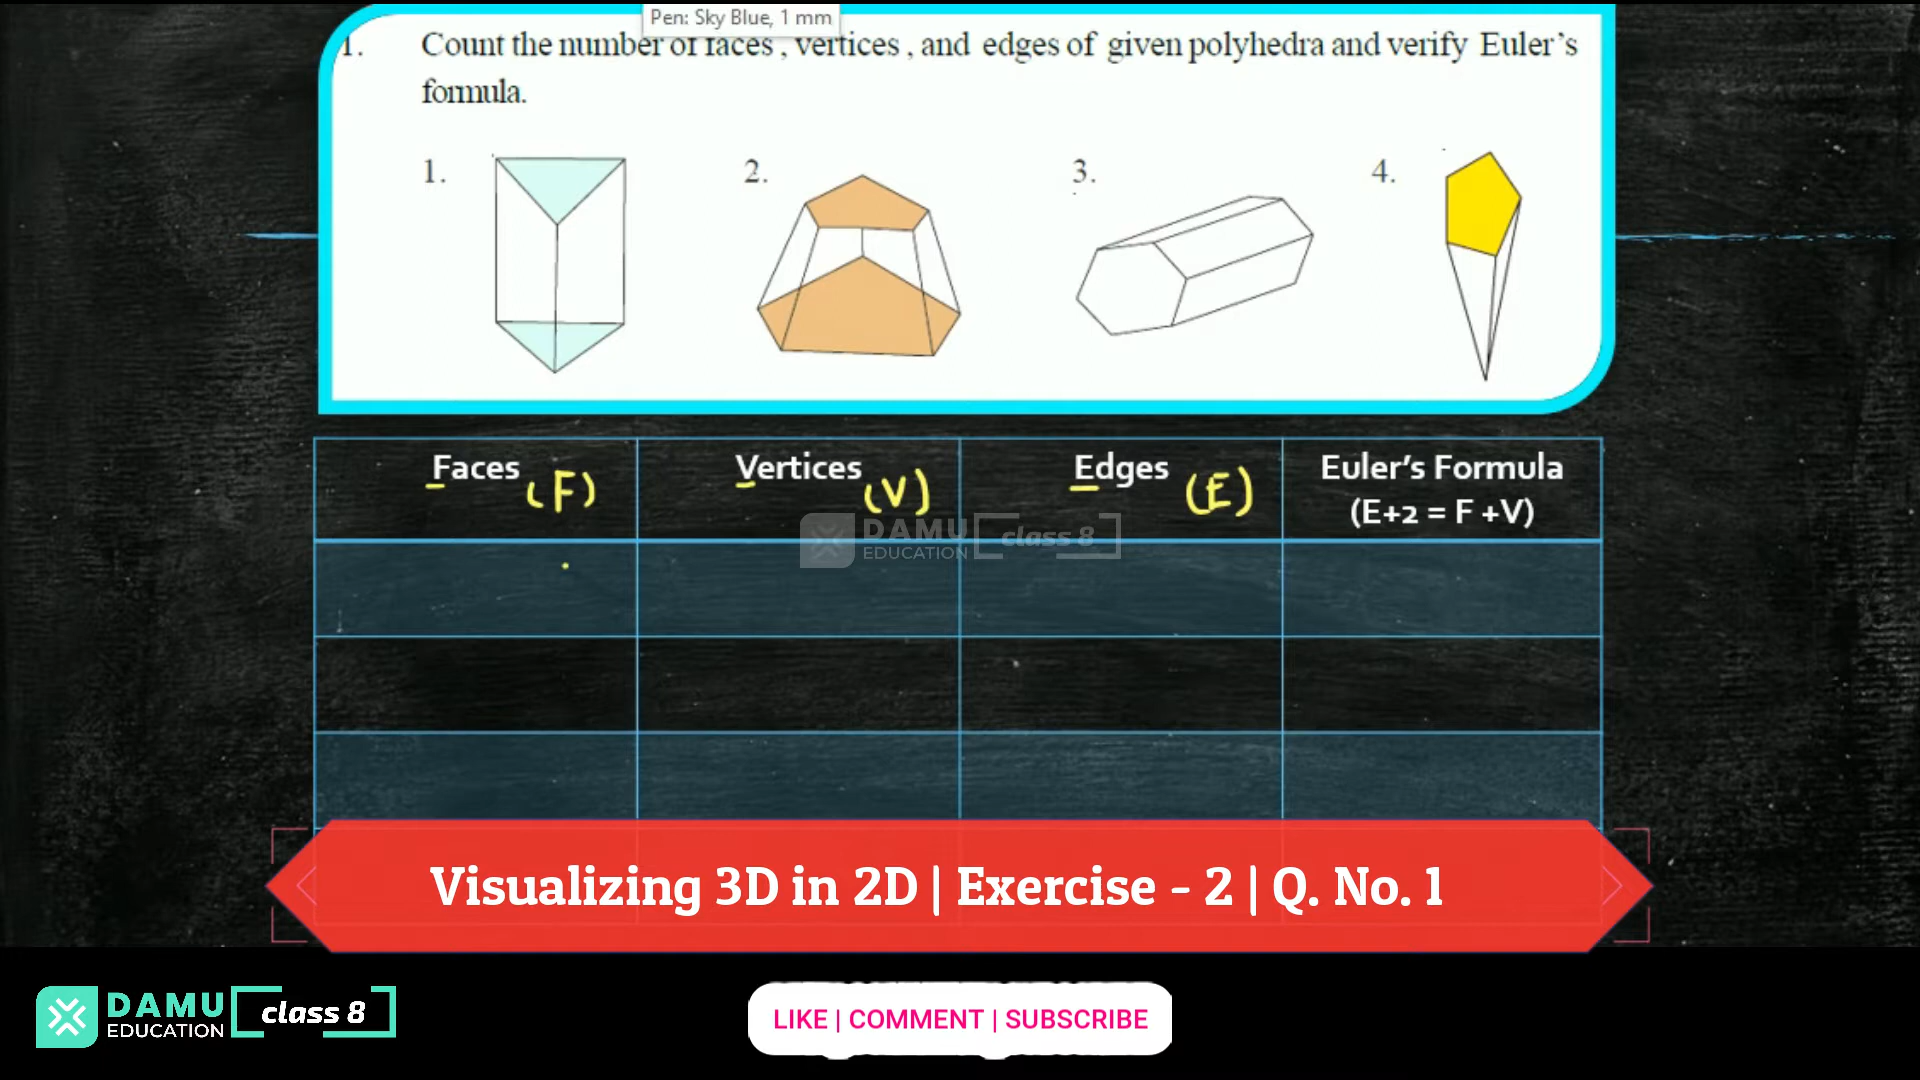 Pen: Sky Blue, 1 mm
1. Count the number of faces , vertices , and edges of given polyhedra and verify Euler's
formula.
1. 2. 3. 4.
Faces (F) Vertices (V) Edges (E) Euler's Formula
(E+2 = F +V)
DAMU EDUCATION class 8
Visualizing 3D in 2D | Exercise - 2 | Q. No. 1
DAMU
EDUCATION
class 8
LIKE | COMMENT | SUBSCRIBE